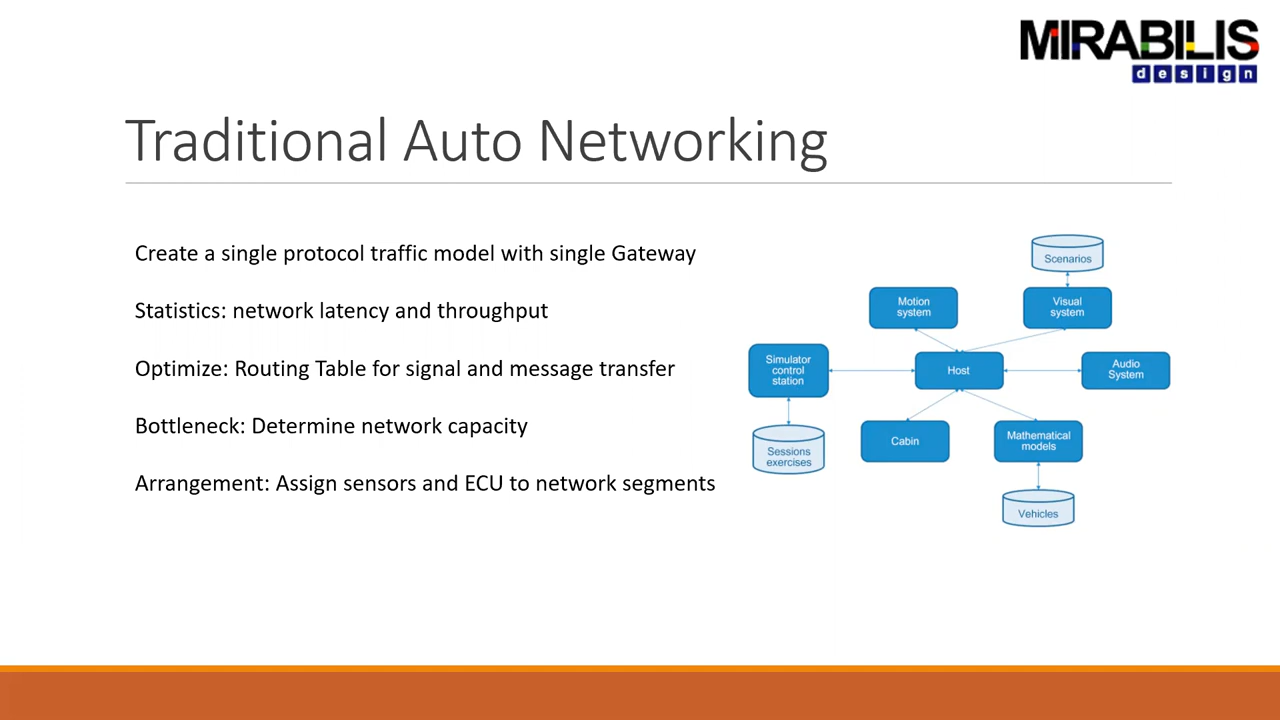 MIRABILIS
design
Traditional Auto Networking
Create a single protocol traffic model with single Gateway
Statistics: network latency and throughput
Optimize: Routing Table for signal and message transfer
Bottleneck: Determine network capacity
Arrangement: Assign sensors and ECU to network segments
Scenarios
Motion
system
Visual
system
Simulator
control
station
Host
Audio
System
Sessions
exercises
Cabin
Mathematical
models
Vehicles